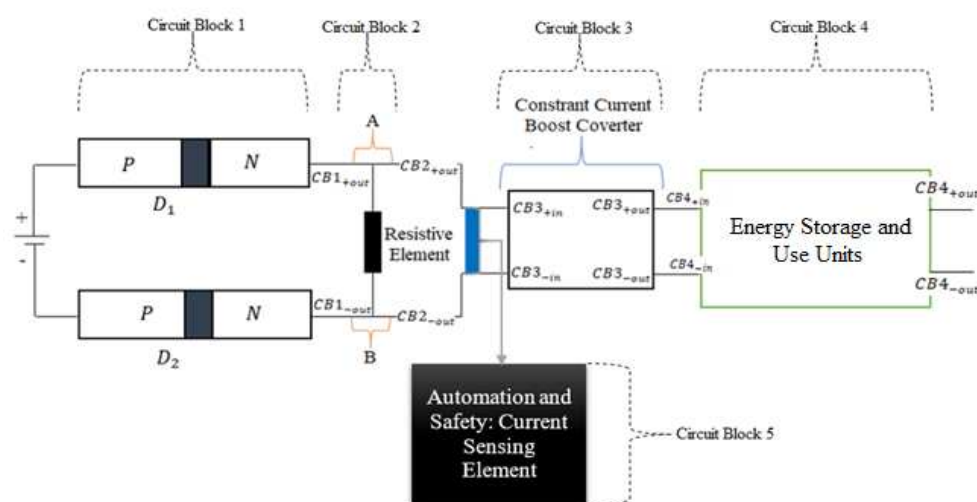 Circuit Block 1
Circuit Block 2
Circuit Block 3
Circuit Block 4
Constrant Current
Boost Coverter
A
P
N
CB1+out
CB2+out
D1
CB3+in
CB3+out
CB4+in
CB4+out
+
-
Resistive
Element
Energy Storage and
Use Units
CB3-in
CB3-out
CB4-in
CB4-out
P
N
CB1-out
CB2-out
D2
B
Automation and
Safety: Current
Sensing
Element
Circuit Block 5